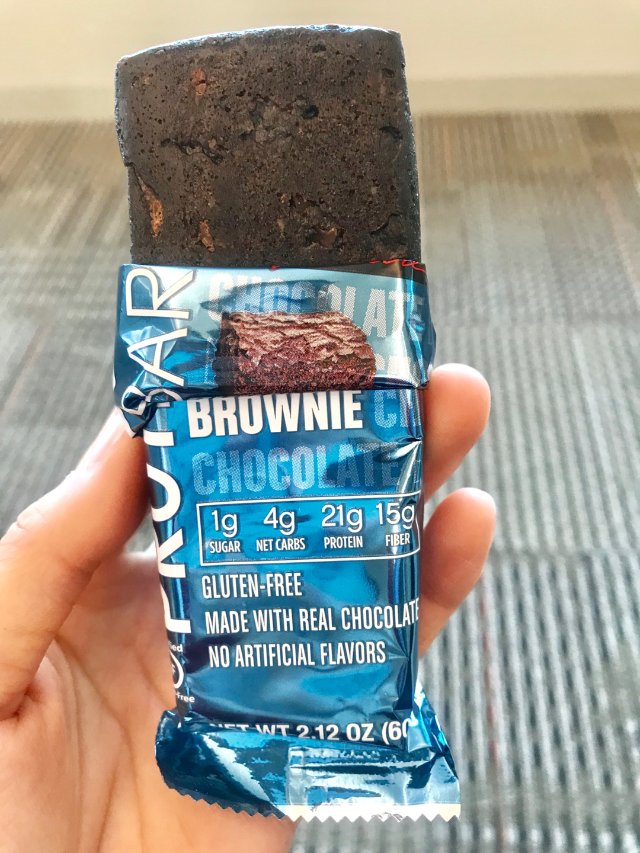 CHOCOLATE
BROWNIE
CHOCOLATE
1g SUGAR
4g NET CARBS
21g PROTEIN
15g FIBER
GLUTEN-FREE
MADE WITH REAL CHOCOLATE
NO ARTIFICIAL FLAVORS
NET WT 2.12 OZ (60
BAR